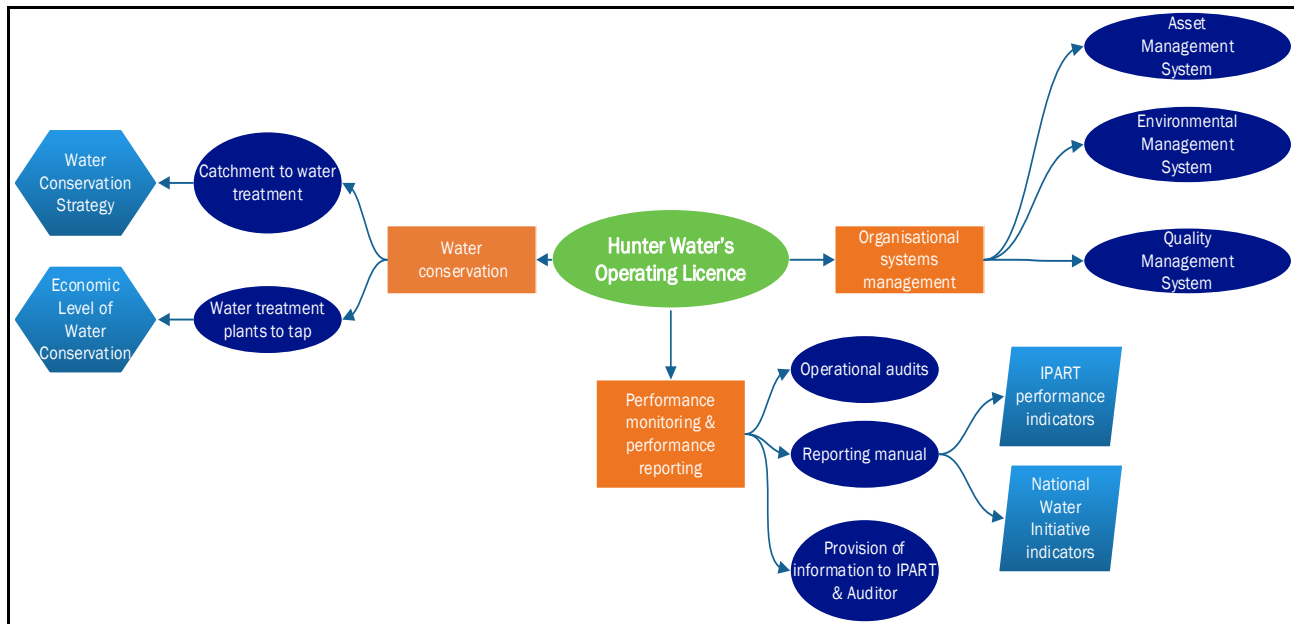 Asset
Management
System
Environmental
Management
System
Quality
Management
System
Water
Conservation
Strategy
Catchment to water
treatment
Water
conservation
Hunter Water's
Operating Licence
Organisational
systems
management
Economic
Level of
Water
Conservation
Water treatment
plants to tap
Performance
monitoring &
performance
reporting
Operational audits
Reporting manual
Provision of
information to IPART
& Auditor
IPART
performance
indicators
National
Water
Initiative
indicators